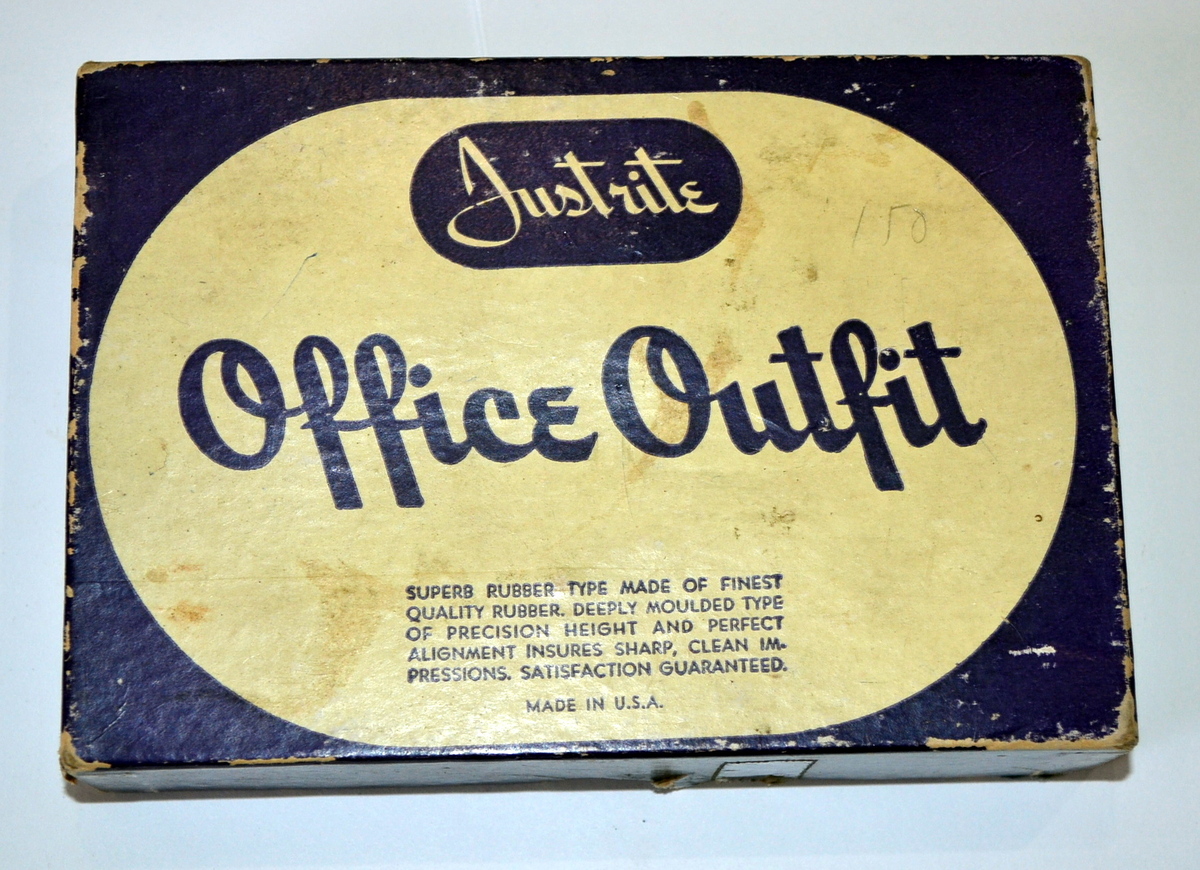 Justrite
150
Office Outfit
SUPERB RUBBER TYPE MADE OF FINEST
QUALITY RUBBER. DEEPLY MOULDED TYPE
OF PRECISION HEIGHT AND PERFECT
ALIGNMENT INSURES SHARP, CLEAN IM-
PRESSIONS. SATISFACTION GUARANTEED.
MADE IN U.S.A.